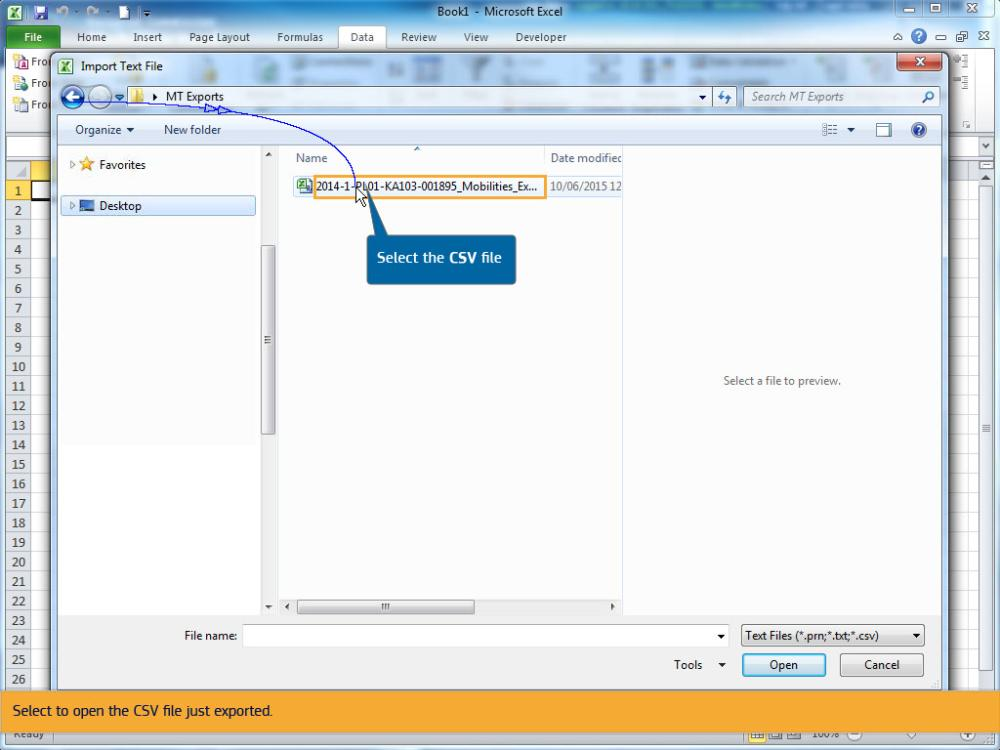 Book1 - Microsoft Excel
File Home Insert Page Layout Formulas Data Review View Developer
Fro
Fro
Fro
Import Text File
MT Exports
Search MT Exports
Organize New folder
Favorites
Desktop
Name Date modified
2014-1-PL01-KA103-001895_Mobilities_Ex... 10/06/2015 12
Select the CSV file
Select a file to preview.
1
2
3
4
5
6
7
8
9
10
11
12
13
14
15
16
17
18
19
20
21
22
23
24
25
26
File name: Text Files (*.prn;*.txt;*.csv)
Tools Open Cancel
Select to open the CSV file just exported.
Ready 100%